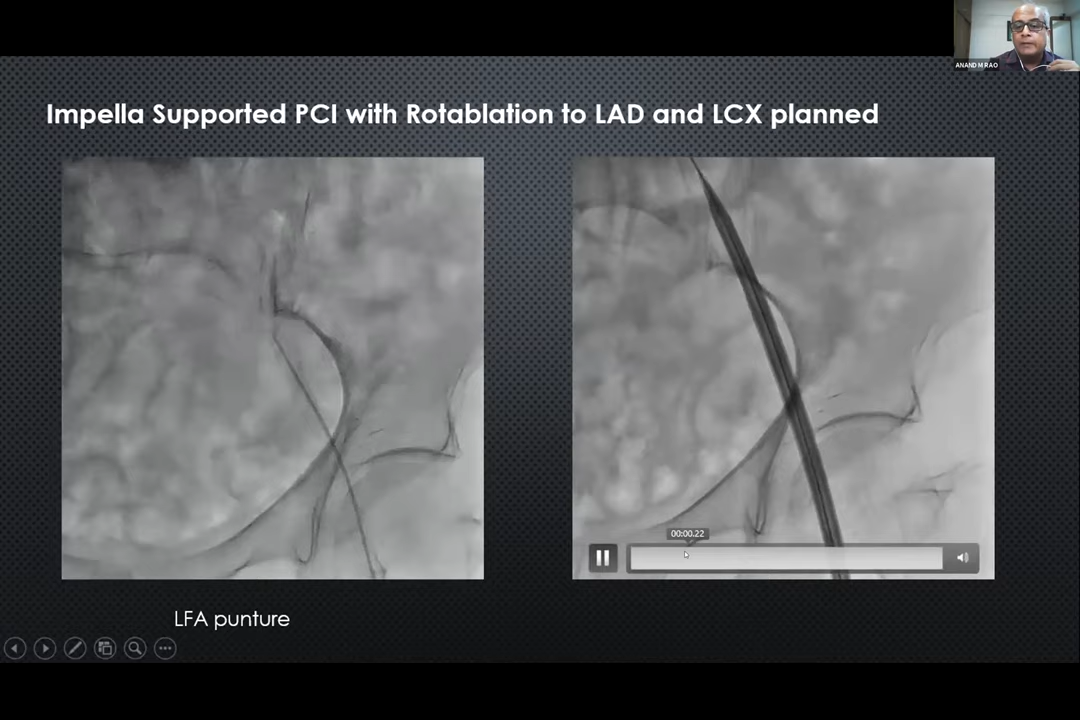 ANAND M RAO
Impella Supported PCI with Rotablation to LAD and LCX planned
00:00.22
LFA punture